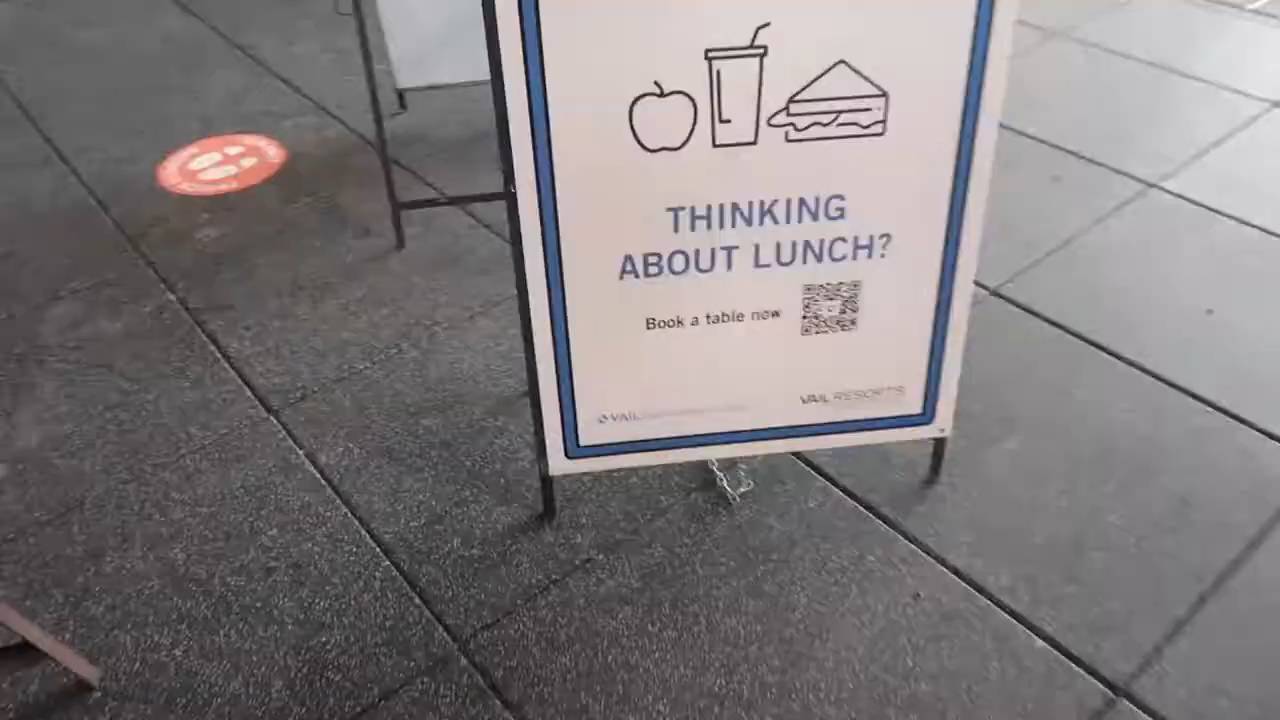 THINKING
ABOUT LUNCH?
Book a table now
VAIL
VAIL RESORTS